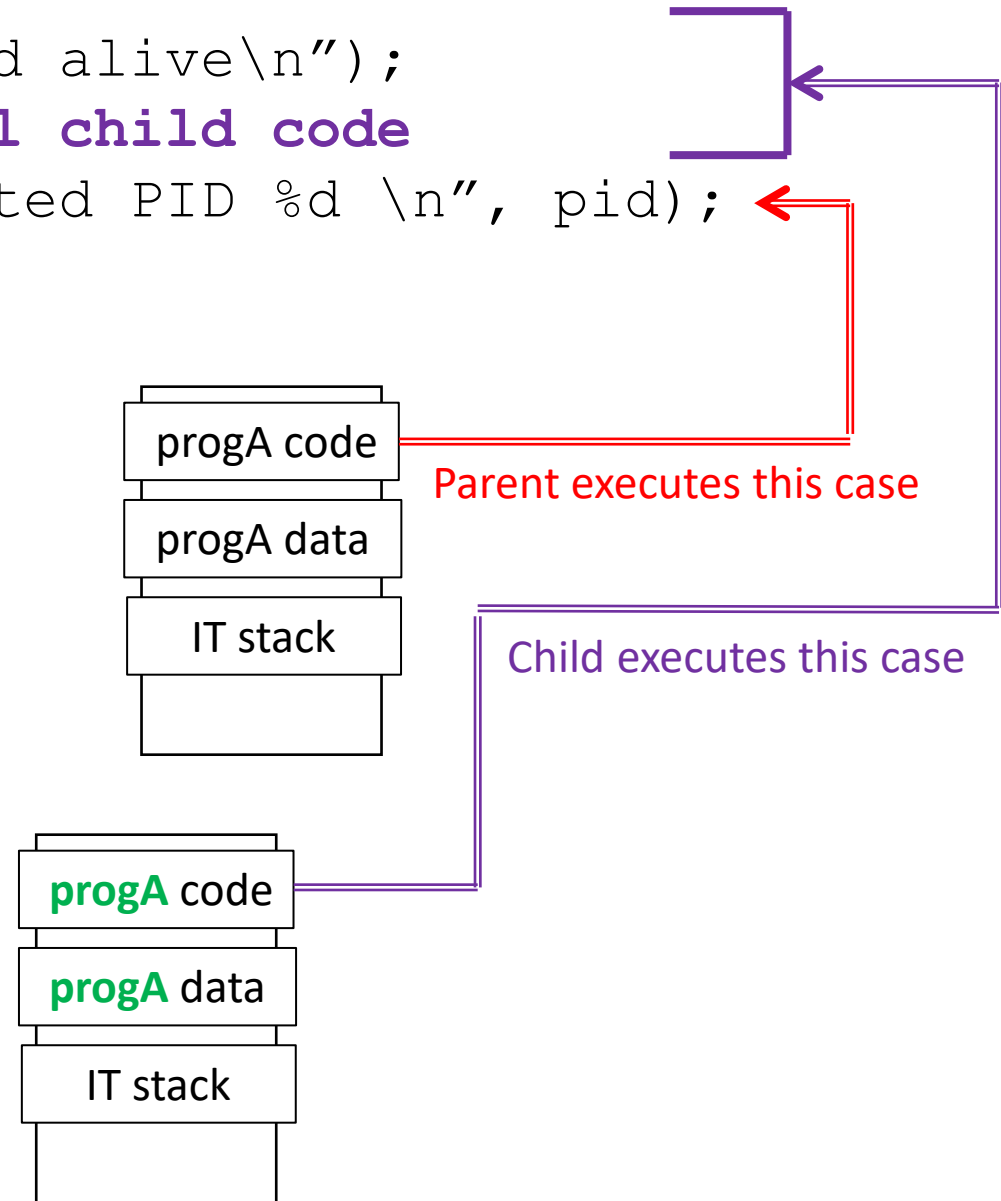 d alive\n”);
l child code
ted PID %d \n”, pid);
progA code
Parent executes this case
progA data
IT stack
Child executes this case
progA code
progA data
IT stack